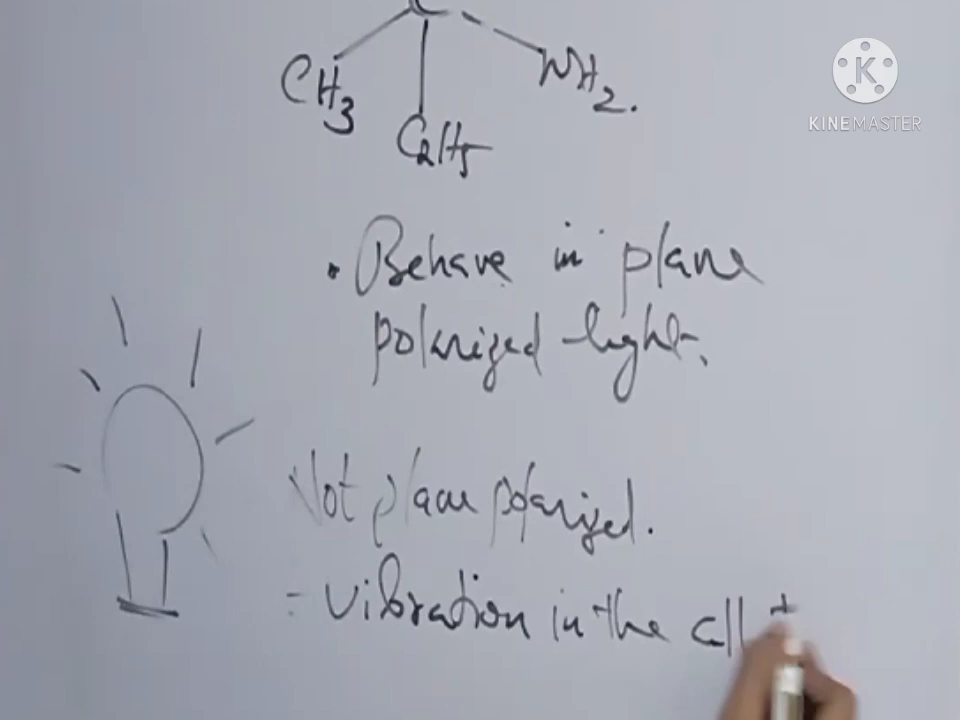 C
CH3
NH2.
C2H5
K
KINEMASTER
• Behave in plane
polarized light.
Not plane polarized.
= Vibration in the all